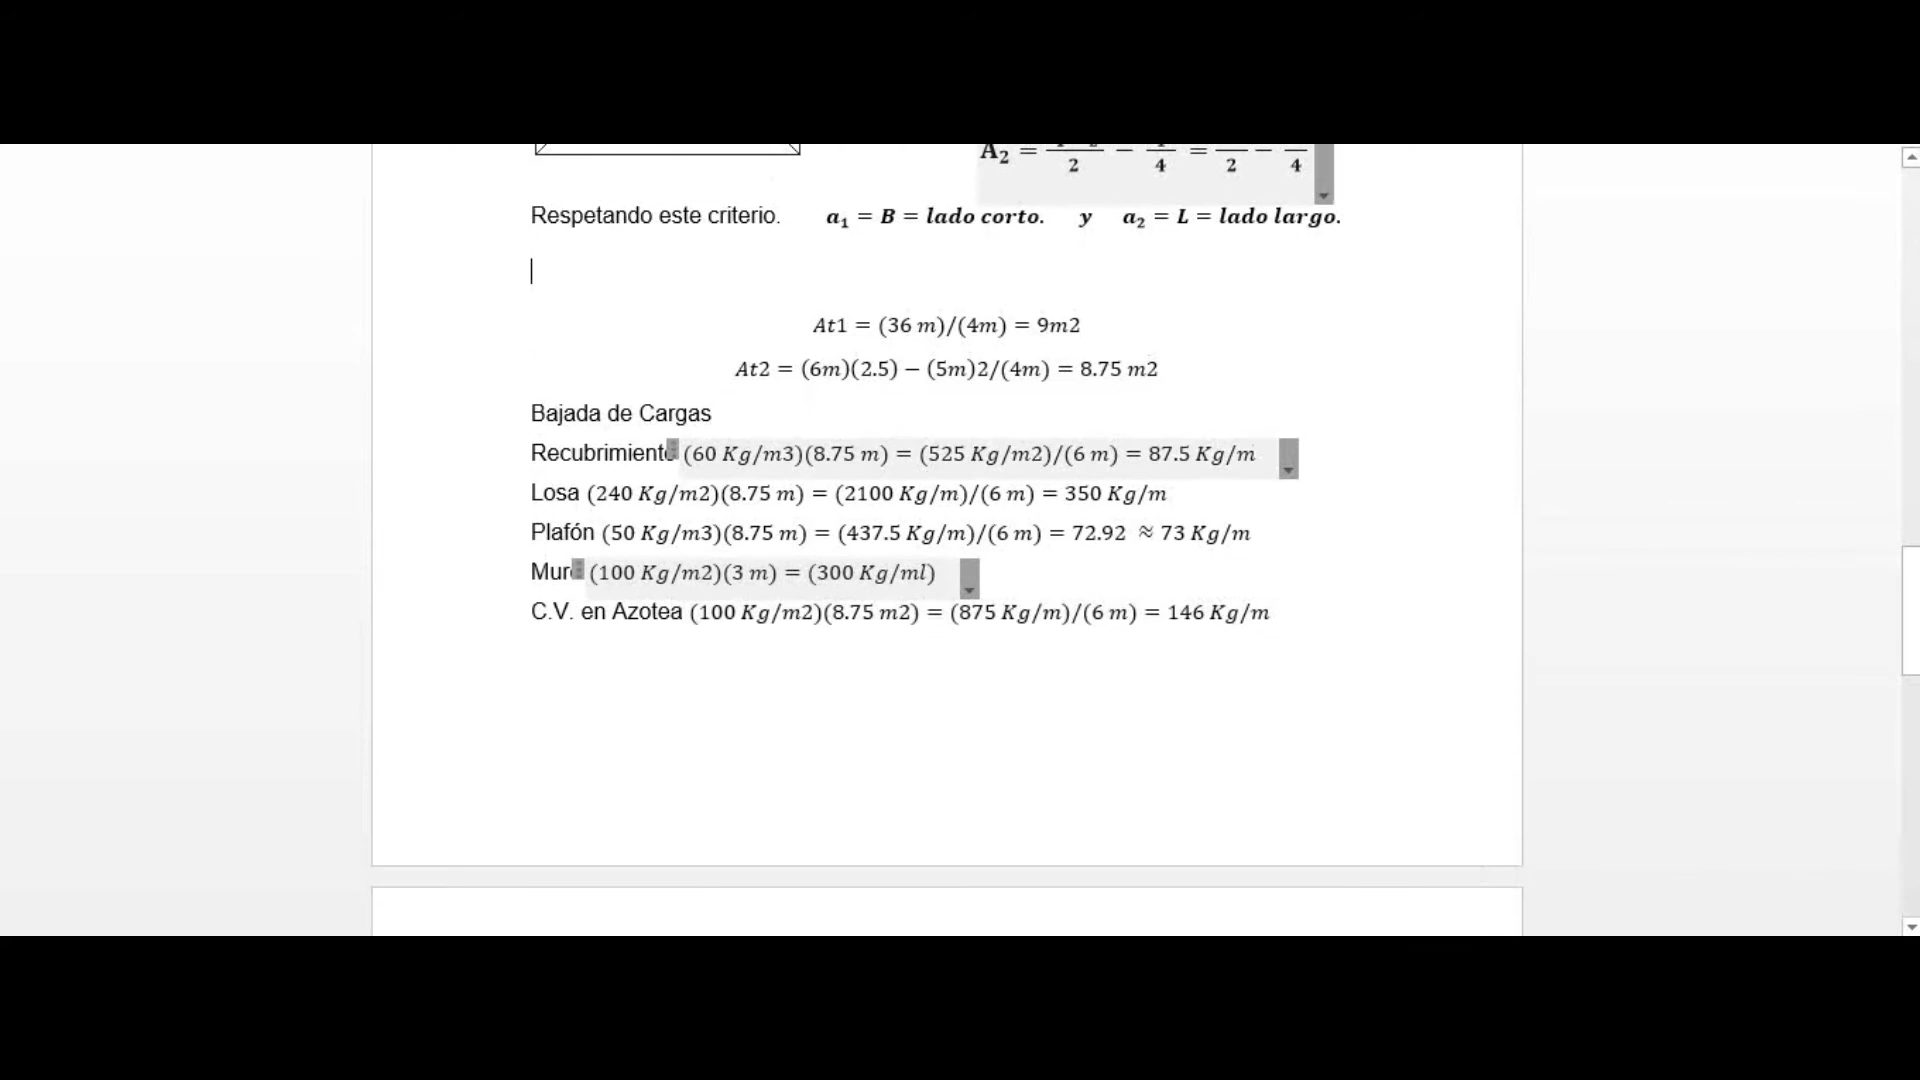 A₂ = 2 − 4 = 2 − 4
Respetando este criterio. a₁ = B = lado corto. y a₂ = L = lado largo.
At1 = (36 m)/(4m) = 9m2
At2 = (6m)(2.5) − (5m)2/(4m) = 8.75 m2
Bajada de Cargas
Recubrimiento (60 Kg/m3)(8.75 m) = (525 Kg/m2)/(6 m) = 87.5 Kg/m
Losa (240 Kg/m2)(8.75 m) = (2100 Kg/m)/(6 m) = 350 Kg/m
Plafón (50 Kg/m3)(8.75 m) = (437.5 Kg/m)/(6 m) = 72.92 ≈ 73 Kg/m
Muro (100 Kg/m2)(3 m) = (300 Kg/ml)
C.V. en Azotea (100 Kg/m2)(8.75 m2) = (875 Kg/m)/(6 m) = 146 Kg/m